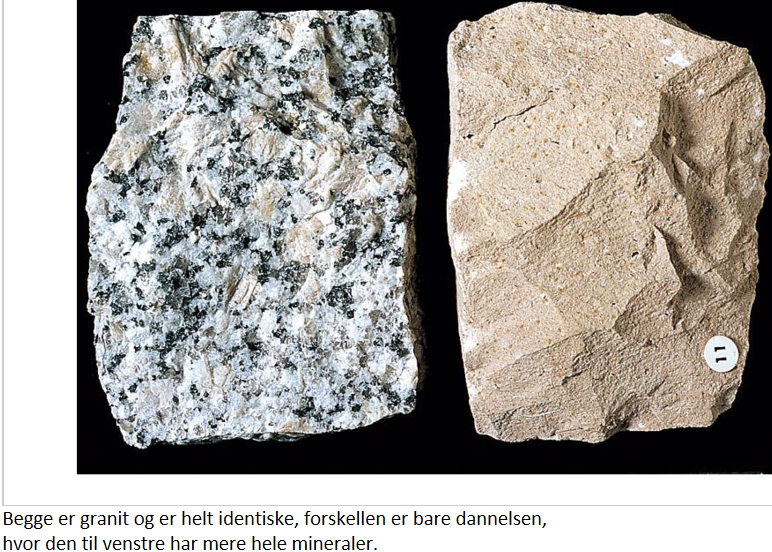 11
Begge er granit og er helt identiske, forskellen er bare dannelsen,
hvor den til venstre har mere hele mineraler.